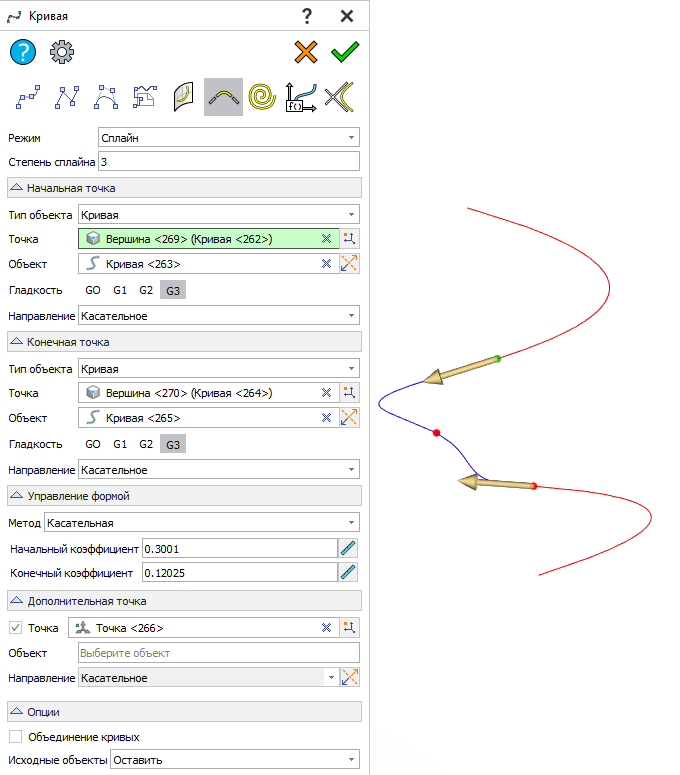 Кривая ?
?
f()
Режим Сплайн
Степень сплайна 3
Начальная точка
Тип объекта Кривая
Точка Вершина <269> (Кривая <262>)
Объект Кривая <263>
Гладкость G0 G1 G2 G3
Направление Касательное
Конечная точка
Тип объекта Кривая
Точка Вершина <270> (Кривая <264>)
Объект Кривая <265>
Гладкость G0 G1 G2 G3
Направление Касательное
Управление формой
Метод Касательная
Начальный коэффициент 0.3001
Конечный коэффициент 0.12025
Дополнительная точка
Точка Точка <266>
Объект Выберите объект
Направление Касательное
Опции
Объединение кривых
Исходные объекты Оставить